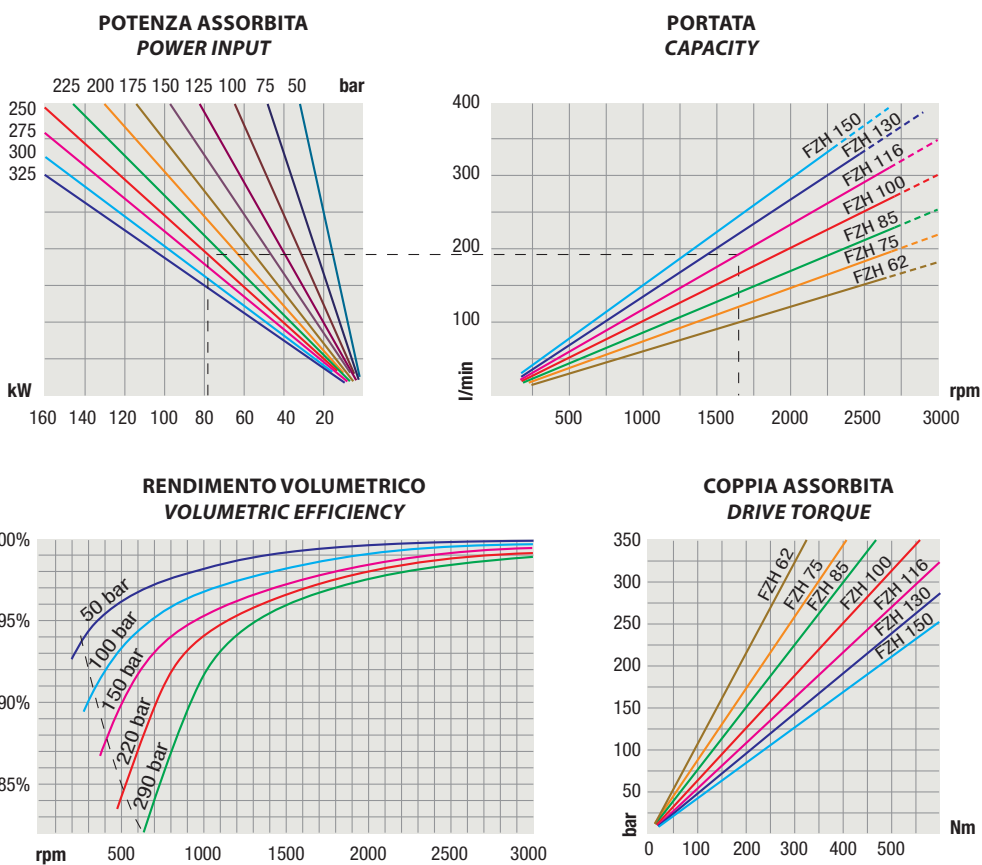 POTENZA ASSORBITA
POWER INPUT
225 200 175 147 125 100 75 50 bar
250
275
300
325
kW
160 140 120 100 80 60 40 20
PORTATA
CAPACITY
400
300
200
100
l/min
FZH 150
FZH 130
FZH 116
FZH 100
FZH 85
FZH 75
FZH 62
500 1000 1500 2000 2500 3000
rpm
RENDIMENTO VOLUMETRICO
VOLUMETRIC EFFICIENCY
00%
95%
90%
85%
50 bar
100 bar
150 bar
220 bar
290 bar
rpm 500 1000 1500 2000 2500 3000
COPPIA ASSORBITA
DRIVE TORQUE
350
300
250
200
150
100
50
bar
FZH 62
FZH 75
FZH 85
FZH 100
FZH 116
FZH 130
FZH 150
0 100 200 300 400 500
Nm